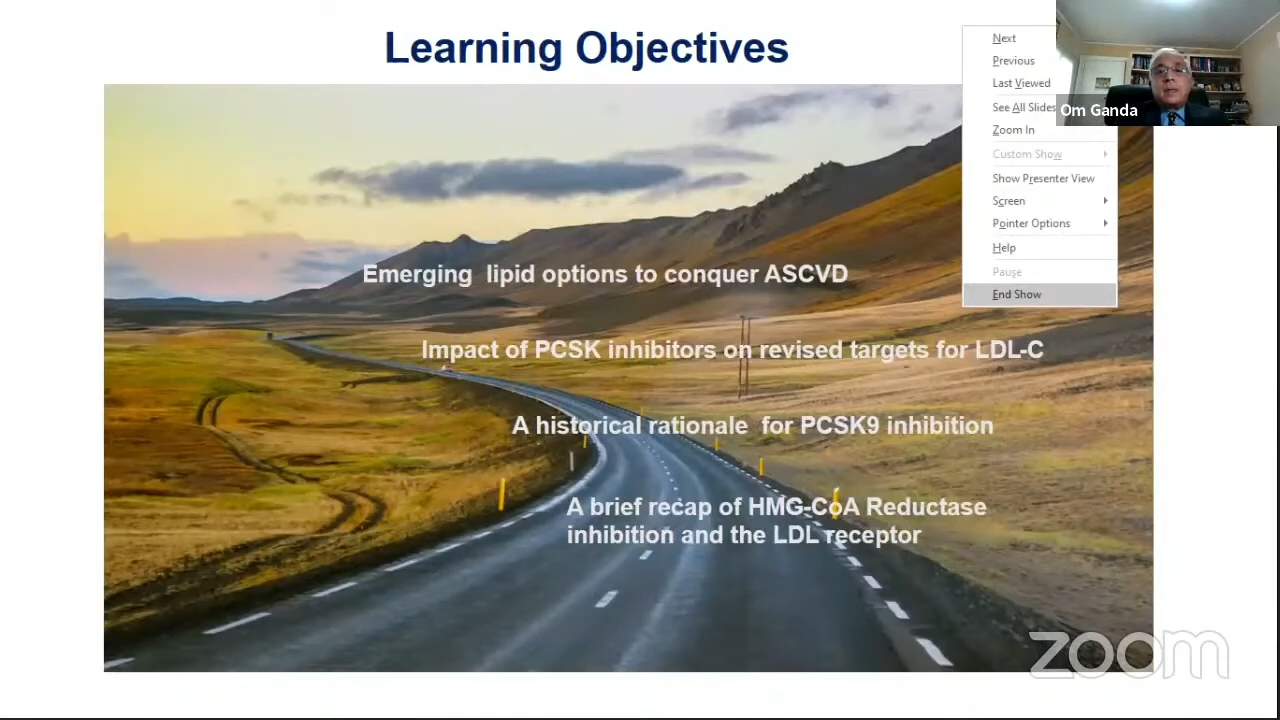 Learning Objectives
Emerging lipid options to conquer ASCVD
Impact of PCSK inhibitors on revised targets for LDL-C
A historical rationale for PCSK9 inhibition
A brief recap of HMG-CoA Reductase
inhibition and the LDL receptor
Next
Previous
Last Viewed
See All Slides
Zoom In
Custom Show
Show Presenter View
Screen
Pointer Options
Help
Pause
End Show
Om Ganda
zoom